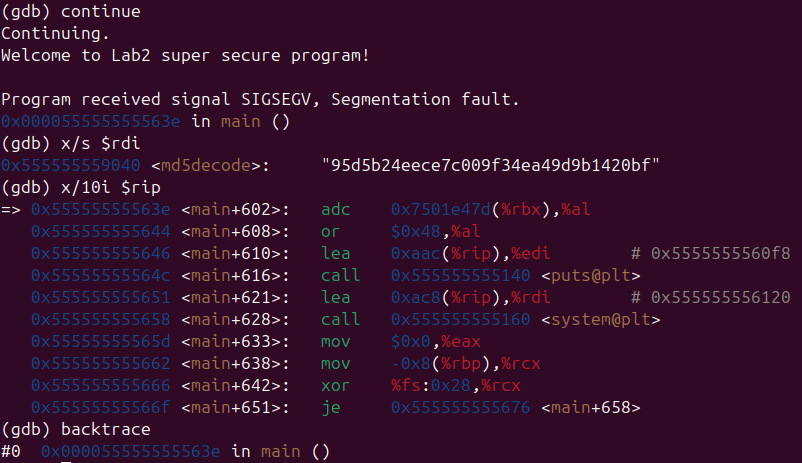 (gdb) continue
Continuing.
Welcome to Lab2 super secure program!
Program received signal SIGSEGV, Segmentation fault.
0x000055555555563e in main ()
(gdb) x/s $rdi
0x555555559040 <md5decode>:     "95d5b24eece7c009f34ea49d9b1420bf"
(gdb) x/10i $rip
=> 0x55555555563e <main+602>:   adc    0x7501e47d(%rbx),%al
   0x555555555644 <main+608>:   or     $0x48,%al
   0x555555555646 <main+610>:   lea    0xaac(%rip),%edi        # 0x5555555560f8
   0x55555555564c <main+616>:   call   0x555555555140 <puts@plt>
   0x555555555651 <main+621>:   lea    0xac8(%rip),%rdi        # 0x555555556120
   0x555555555658 <main+628>:   call   0x555555555160 <system@plt>
   0x55555555565d <main+633>:   mov    $0x0,%eax
   0x555555555662 <main+638>:   mov    -0x8(%rbp),%rcx
   0x555555555666 <main+642>:   xor    %fs:0x28,%rcx
   0x55555555566f <main+651>:   je     0x555555555676 <main+658>
(gdb) backtrace
#0  0x000055555555563e in main ()